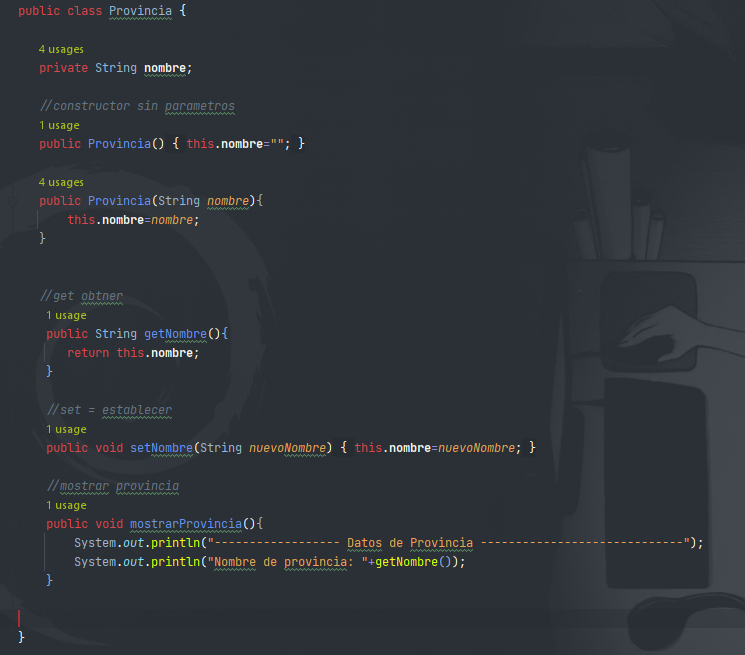 public class Provincia {
4 usages
private String nombre;
//constructor sin parametros
1 usage
public Provincia() { this.nombre=""; }
4 usages
public Provincia(String nombre){
this.nombre=nombre;
}
//get obtner
1 usage
public String getNombre(){
return this.nombre;
}
//set = establecer
1 usage
public void setNombre(String nuevoNombre) { this.nombre=nuevoNombre; }
//mostrar provincia
1 usage
public void mostrarProvincia(){
System.out.println("------------------ Datos de Provincia -----------------------------");
System.out.println("Nombre de provincia: "+getNombre());
}
}